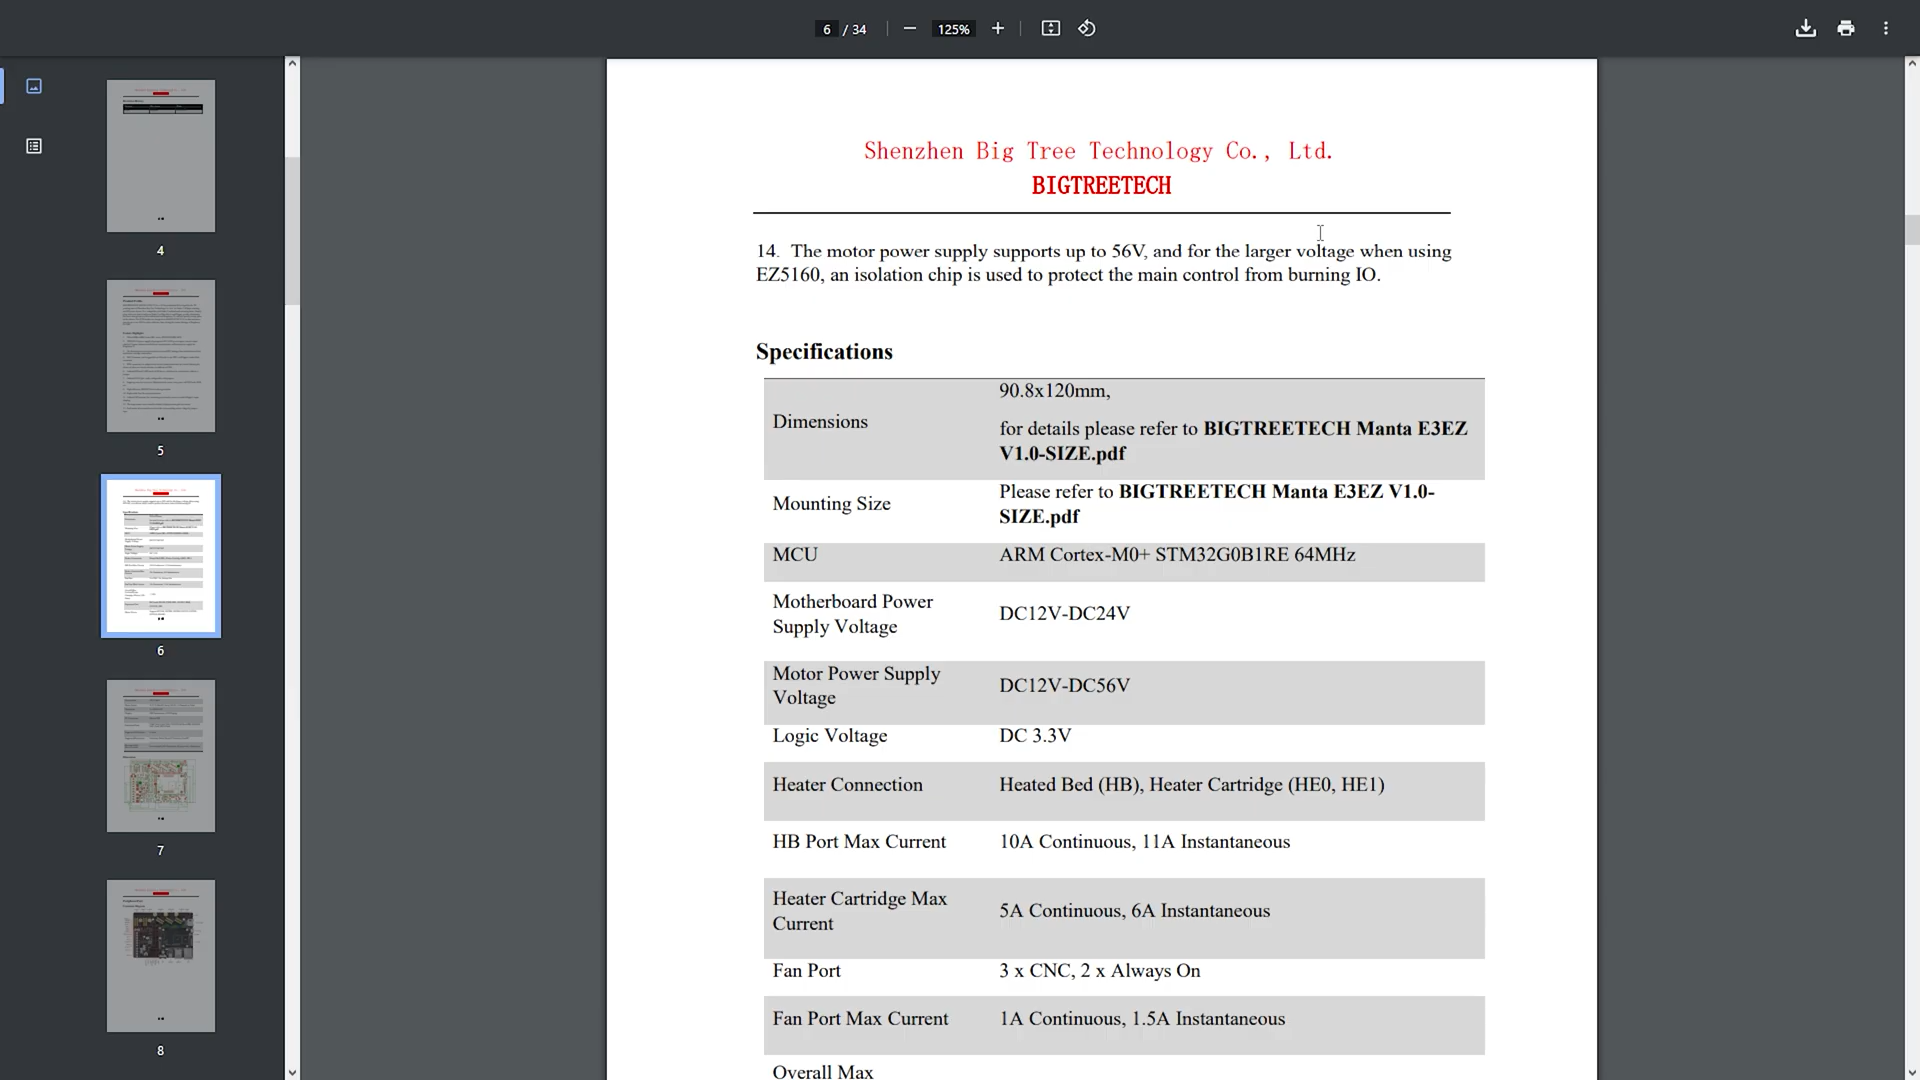 6 / 34
125%
4
5
6
7
8
Shenzhen Big Tree Technology Co., Ltd.
BIGTREETECH
14. The motor power supply supports up to 56V, and for the larger voltage when using
EZ5160, an isolation chip is used to protect the main control from burning IO.
Specifications
Dimensions
90.8x120mm,
for details please refer to BIGTREETECH Manta E3EZ
V1.0-SIZE.pdf
Mounting Size
Please refer to BIGTREETECH Manta E3EZ V1.0-
SIZE.pdf
MCU
ARM Cortex-M0+ STM32G0B1RE 64MHz
Motherboard Power
Supply Voltage
DC12V-DC24V
Motor Power Supply
Voltage
DC12V-DC56V
Logic Voltage
DC 3.3V
Heater Connection
Heated Bed (HB), Heater Cartridge (HE0, HE1)
HB Port Max Current
10A Continuous, 11A Instantaneous
Heater Cartridge Max
Current
5A Continuous, 6A Instantaneous
Fan Port
3 x CNC, 2 x Always On
Fan Port Max Current
1A Continuous, 1.5A Instantaneous
Overall Max